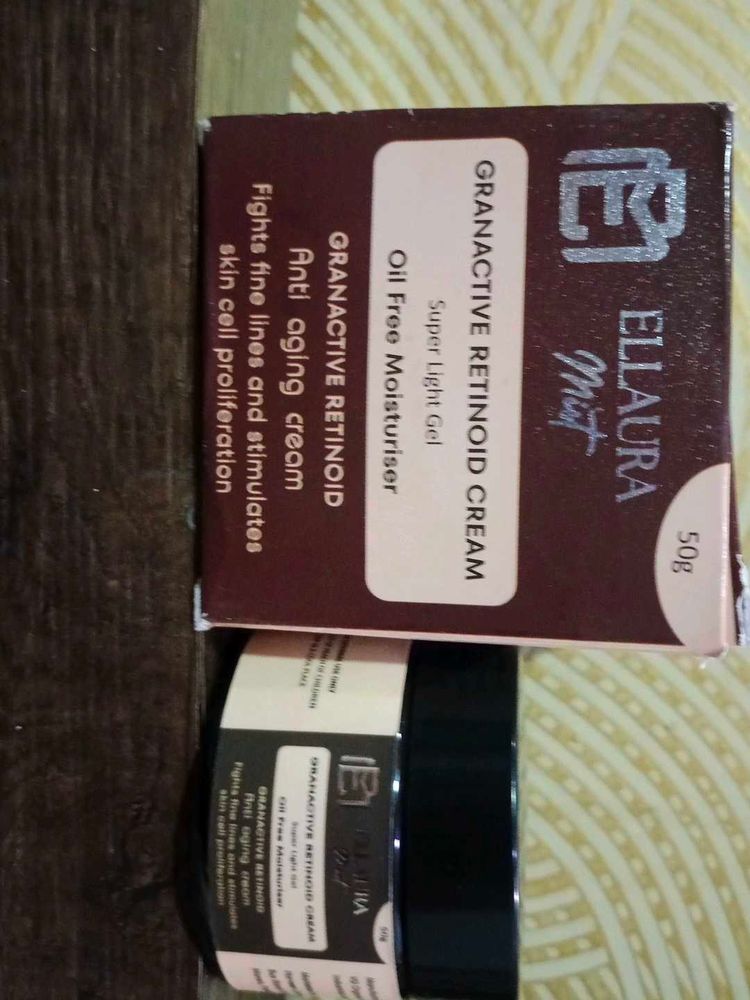 ELLAURA
Mist
50g
GRANACTIVE RETINOID CREAM
Super Light Gel
Oil Free Moisturiser
GRANACTIVE RETINOID
Anti aging cream
Fights fine lines and stimulates
skin cell proliferation
50g
GRANACTIVE RETINOID CREAM
Super Light Gel
Oil Free Moisturiser
GRANACTIVE RETINOID
Anti aging cream
Fights fine lines and stimulates
skin cell proliferation